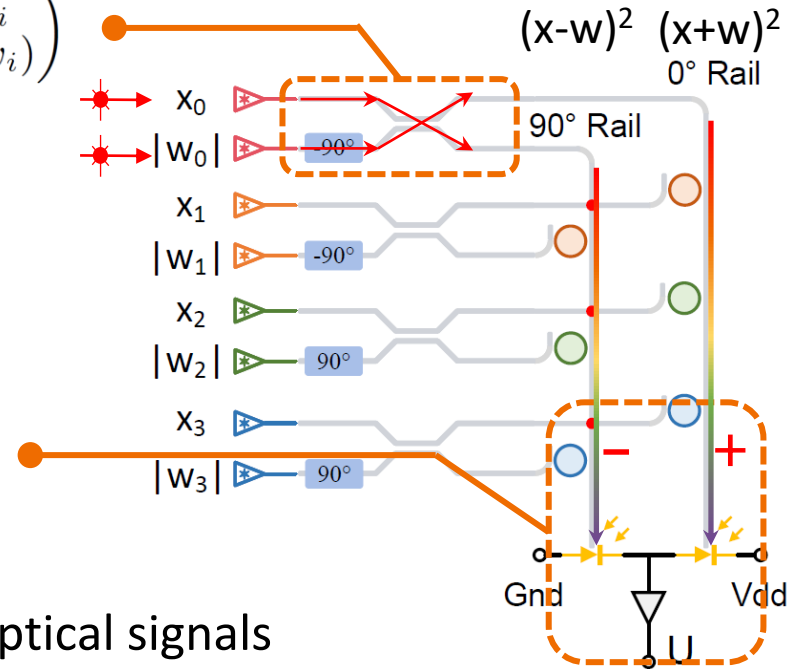 i
i))
(x-w)² (x+w)²
0° Rail
90° Rail
x₀
|w₀| -90°
x₁
|w₁| -90°
x₂
|w₂| 90°
x₃
|w₃| 90°
− +
Gnd Vdd
U
ptical signals